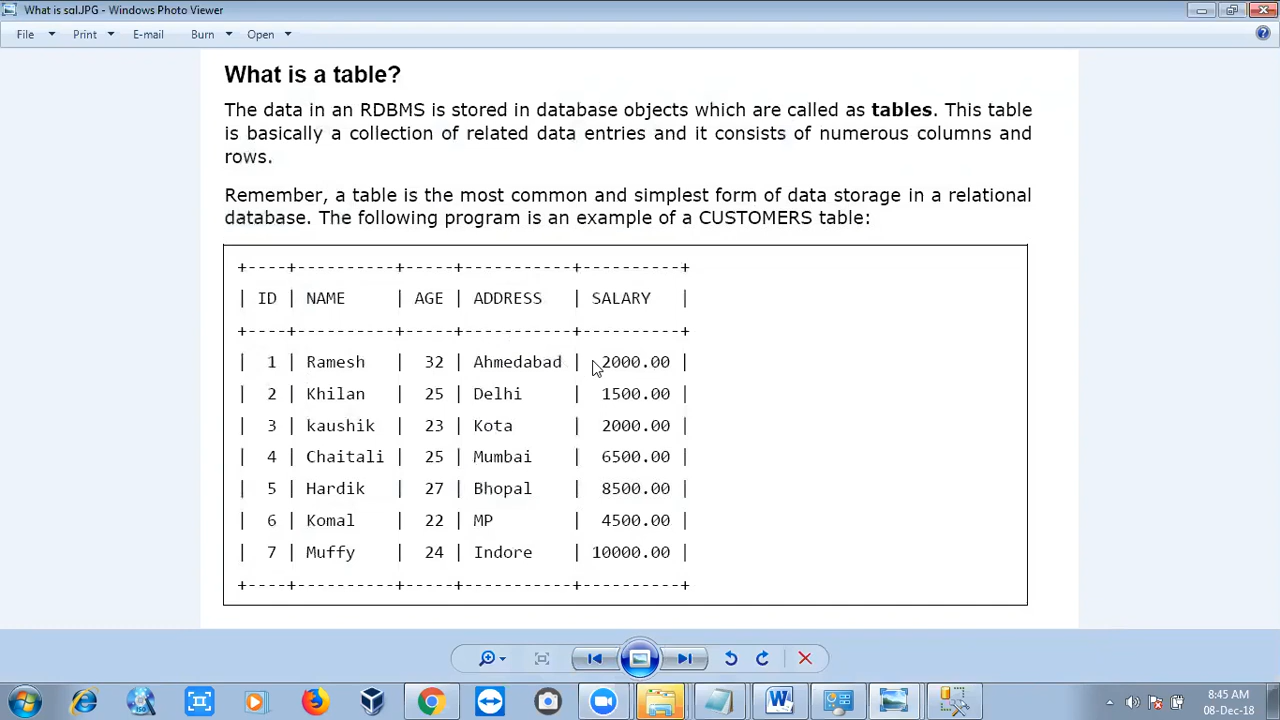 What is sql.JPG - Windows Photo Viewer
File Print E-mail Burn Open
What is a table?
The data in an RDBMS is stored in database objects which are called as tables. This table
is basically a collection of related data entries and it consists of numerous columns and
rows.
Remember, a table is the most common and simplest form of data storage in a relational
database. The following program is an example of a CUSTOMERS table:
+----+----------+-----+-----------+----------+
| ID | NAME     | AGE | ADDRESS   | SALARY   |
+----+----------+-----+-----------+----------+
|  1 | Ramesh   |  32 | Ahmedabad |  2000.00 |
|  2 | Khilan   |  25 | Delhi     |  1500.00 |
|  3 | kaushik  |  23 | Kota      |  2000.00 |
|  4 | Chaitali |  25 | Mumbai    |  6500.00 |
|  5 | Hardik   |  27 | Bhopal    |  8500.00 |
|  6 | Komal    |  22 | MP        |  4500.00 |
|  7 | Muffy    |  24 | Indore    | 10000.00 |
+----+----------+-----+-----------+----------+
8:45 AM
08-Dec-18